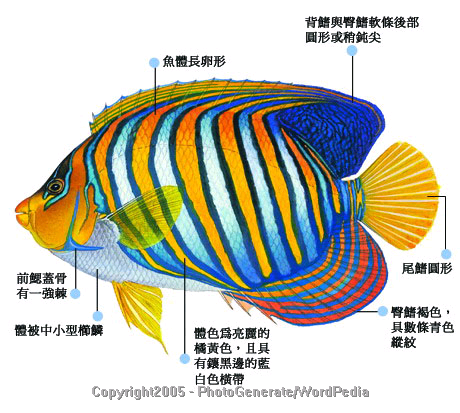 背鰭與臀鰭軟條後部
圓形或稍鈍尖
魚體長卵形
尾鰭圓形
前鰓蓋骨
有一強棘
體被中小型櫛鱗
體色為亮麗的
橘黃色，且具
有鑲黑邊的藍
白色橫帶
臀鰭褐色，
具數條青色
縱紋
Copyright2005 - PhotoGenerate/WordPedia